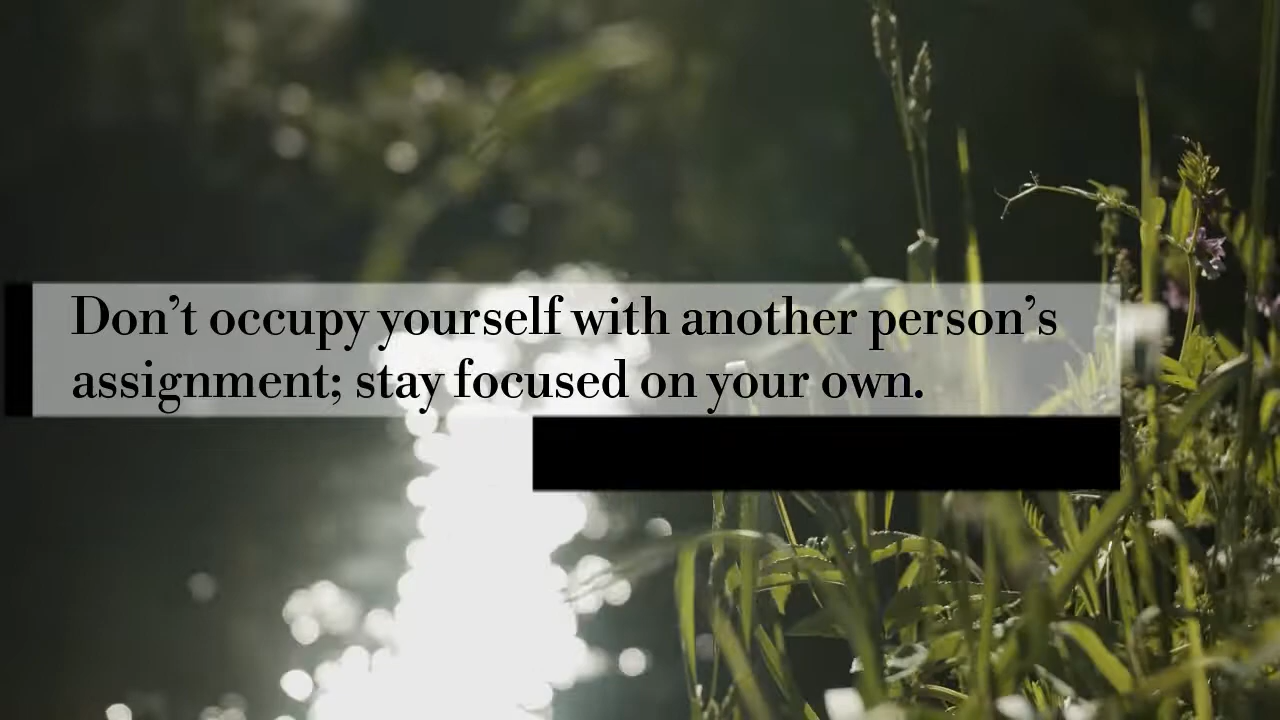 Don’t occupy yourself with another person’s
assignment; stay focused on your own.